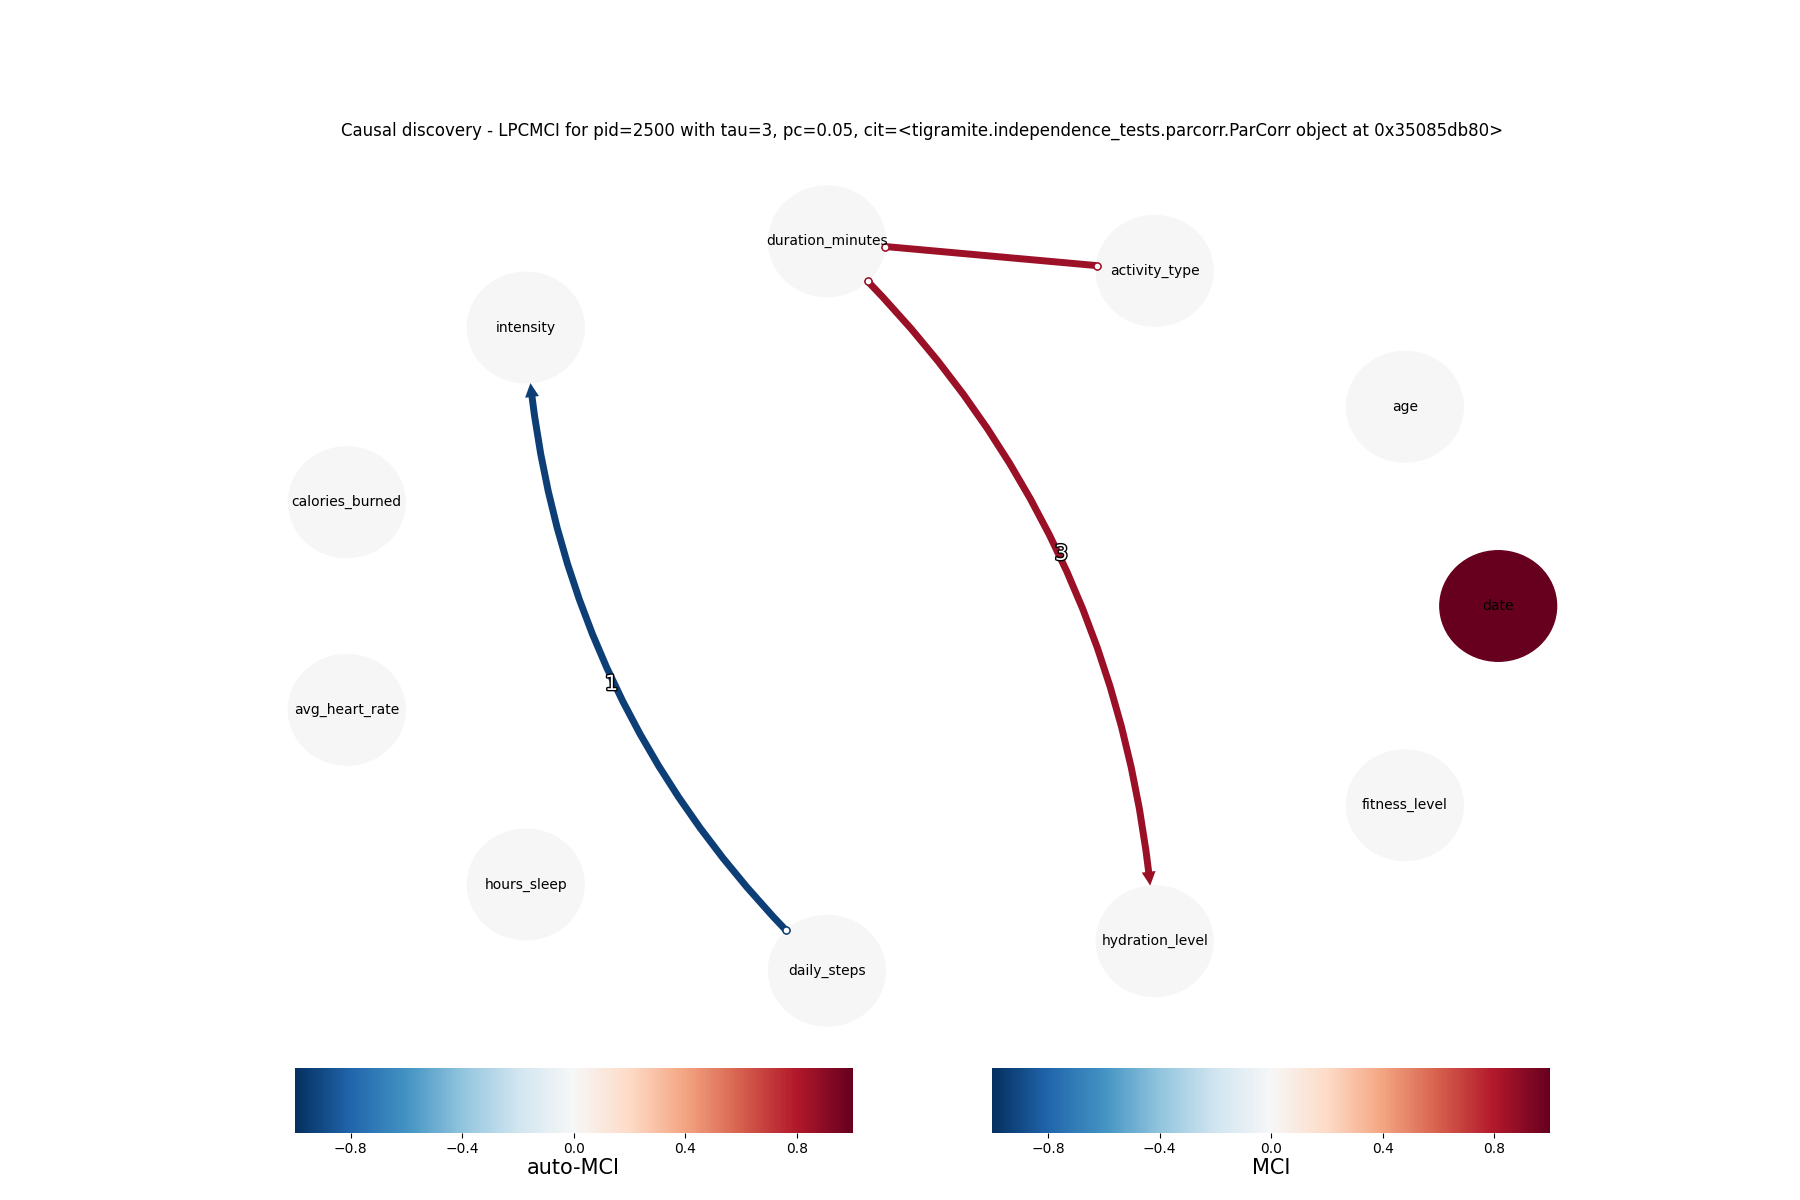 Causal discovery - LPCMCI for pid=2500 with tau=3, pc=0.05, cit=<tigramite.independence_tests.parcorr.ParCorr object at 0x35085db80>
duration_minutes
activity_type
intensity
age
calories_burned
3
date
1
avg_heart_rate
fitness_level
hours_sleep
hydration_level
daily_steps
−0.8 −0.4 0.0 0.4 0.8
auto-MCI
−0.8 −0.4 0.0 0.4 0.8
MCI